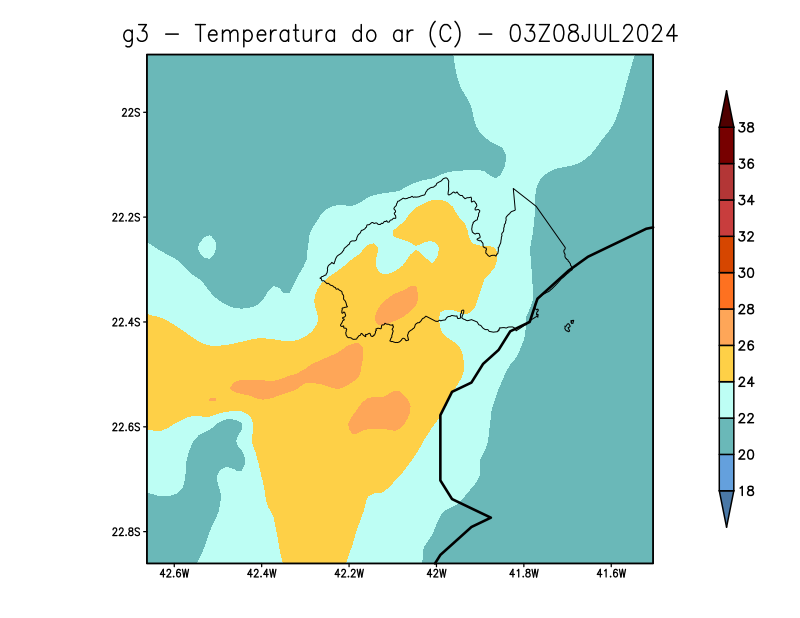 g3 - Temperatura do ar (C) - 03Z08JUL2024
22S
22.2S
22.4S
22.6S
22.8S
42.6W
42.4W
42.2W
42W
41.8W
41.6W
38
36
34
32
30
28
26
24
22
20
18